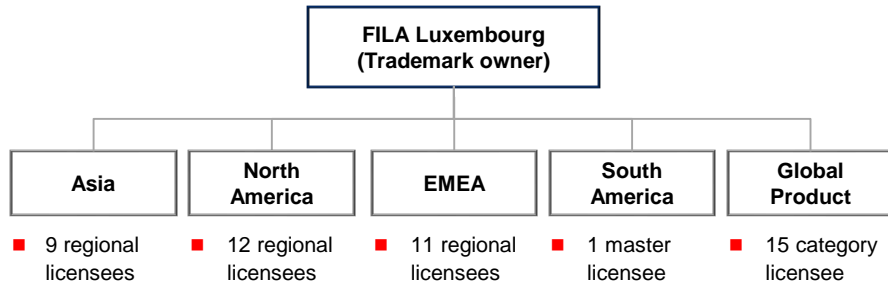 FILA Luxembourg
(Trademark owner)
Asia
North
America
EMEA
South
America
Global
Product
9 regional
licensees
12 regional
licensees
11 regional
licensees
1 master
licensee
15 category
licensee